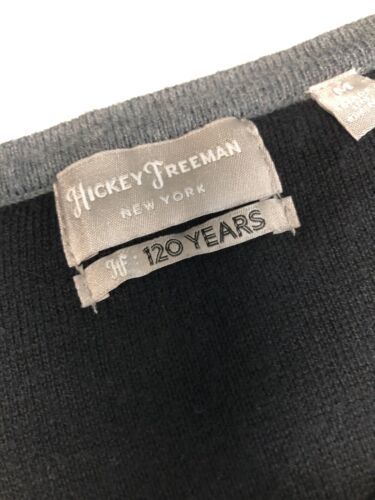 HICKEY FREEMAN
NEW YORK
HF: 120 YEARS
M